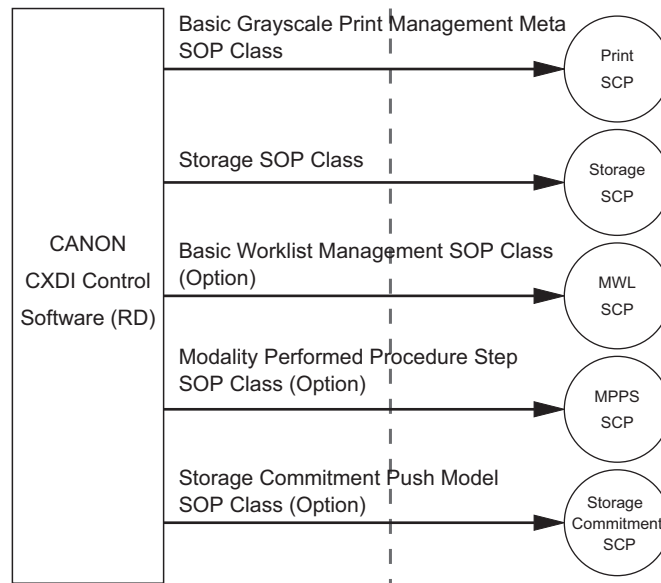 Basic Grayscale Print Management Meta
SOP Class
Print
SCP
Storage SOP Class
Storage
SCP
CANON
CXDI Control
Software (RD)
Basic Worklist Management SOP Class
(Option)
MWL
SCP
Modality Performed Procedure Step
SOP Class (Option)
MPPS
SCP
Storage Commitment Push Model
SOP Class (Option)
Storage
Commitment
SCP